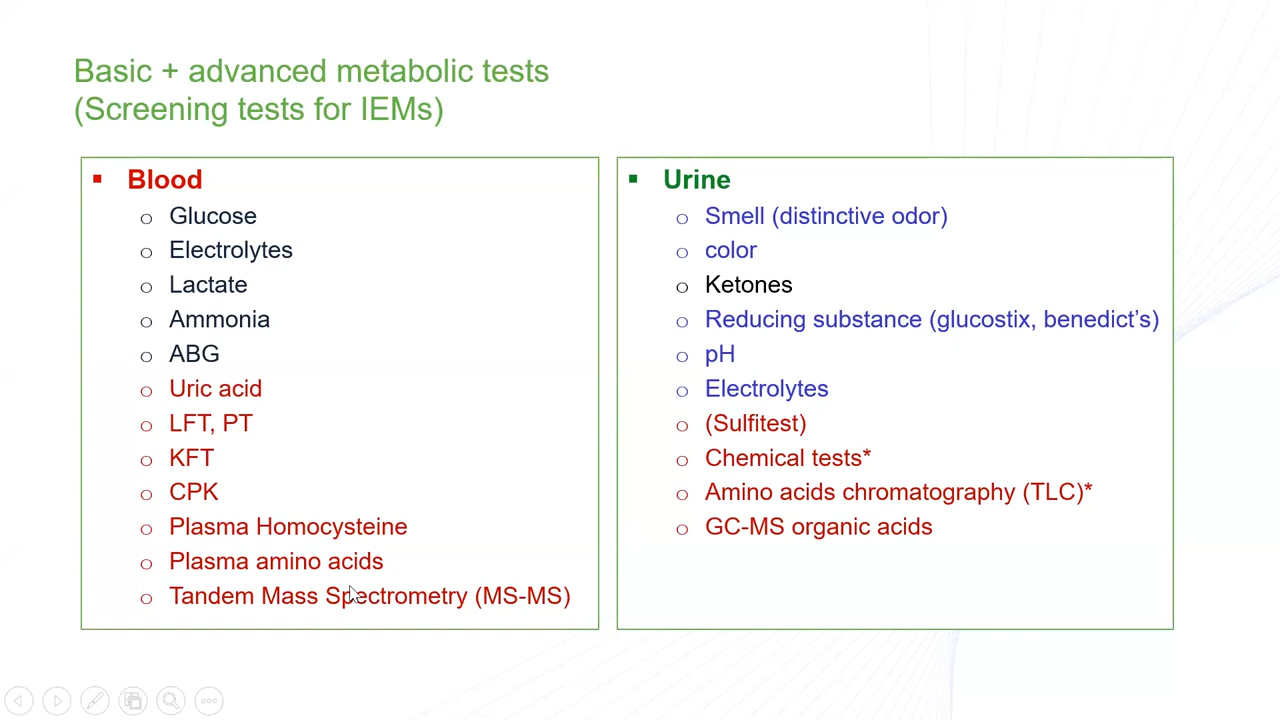 Basic + advanced metabolic tests
(Screening tests for IEMs)
Blood
Glucose
Electrolytes
Lactate
Ammonia
ABG
Uric acid
LFT, PT
KFT
CPK
Plasma Homocysteine
Plasma amino acids
Tandem Mass Spectrometry (MS-MS)
Urine
Smell (distinctive odor)
color
Ketones
Reducing substance (glucostix, benedict’s)
pH
Electrolytes
(Sulfitest)
Chemical tests*
Amino acids chromatography (TLC)*
GC-MS organic acids